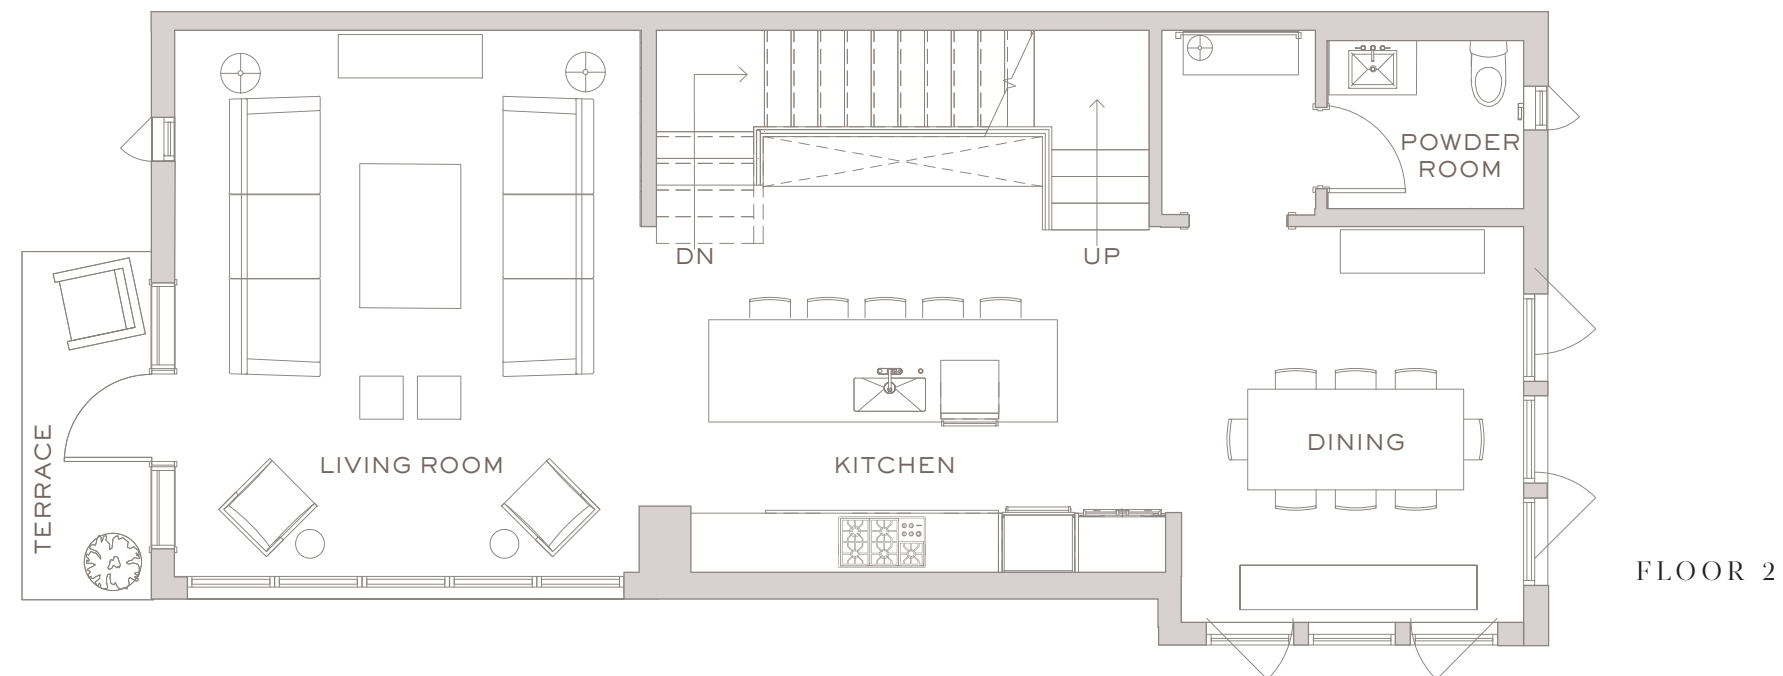 POWDER
ROOM
DN
UP
TERRACE
LIVING ROOM
KITCHEN
DINING
FLOOR 2